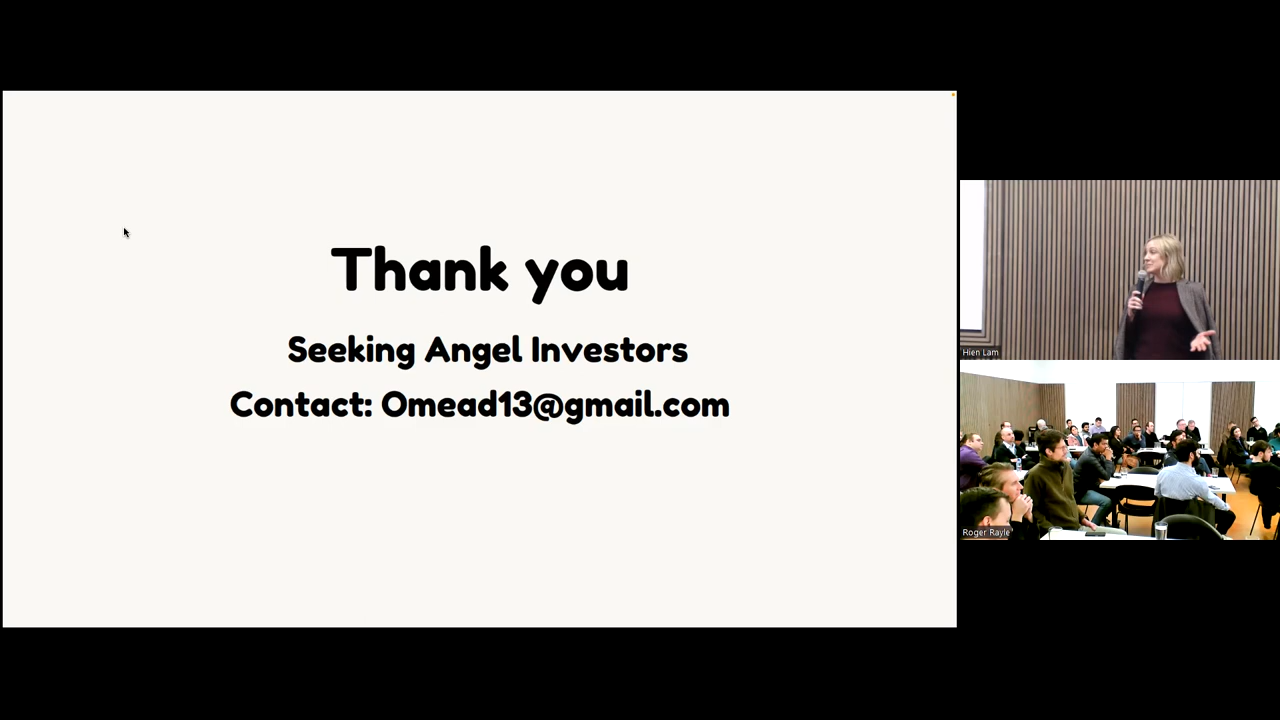 Thank you
Seeking Angel Investors
Contact: Omead13@gmail.com
Hien Lam
Roger Rayle